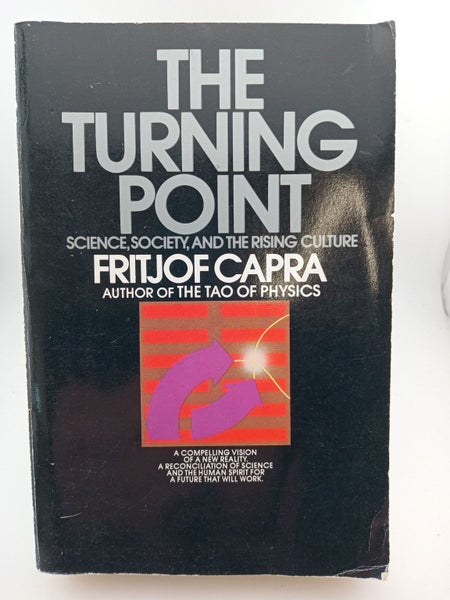 THE
TURNING
POINT
SCIENCE, SOCIETY, AND THE RISING CULTURE
FRITJOF CAPRA
AUTHOR OF THE TAO OF PHYSICS
A COMPELLING VISION
OF A NEW REALITY.
A RECONCILIATION OF SCIENCE
AND THE HUMAN SPIRIT FOR
A FUTURE THAT WILL WORK.